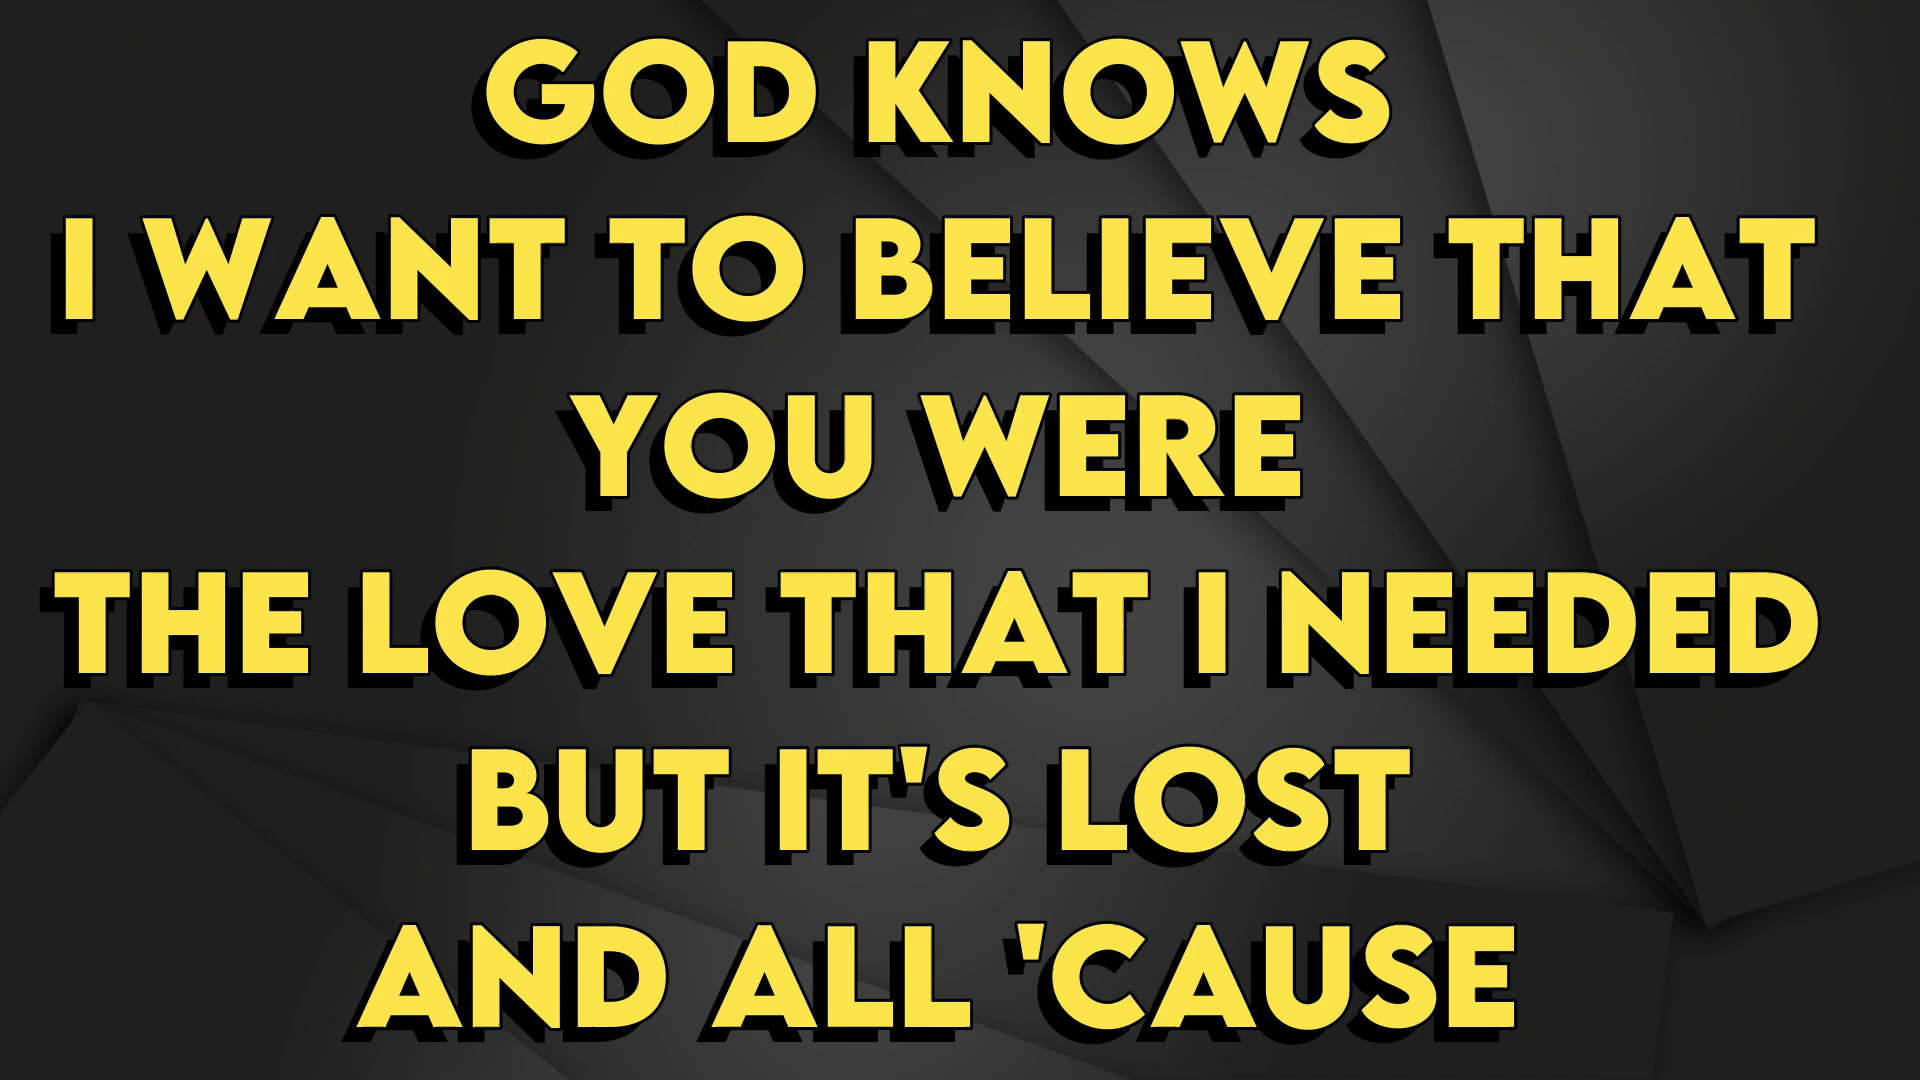 GOD KNOWS
I WANT TO BELIEVE THAT
YOU WERE
THE LOVE THAT I NEEDED
BUT IT'S LOST
AND ALL 'CAUSE